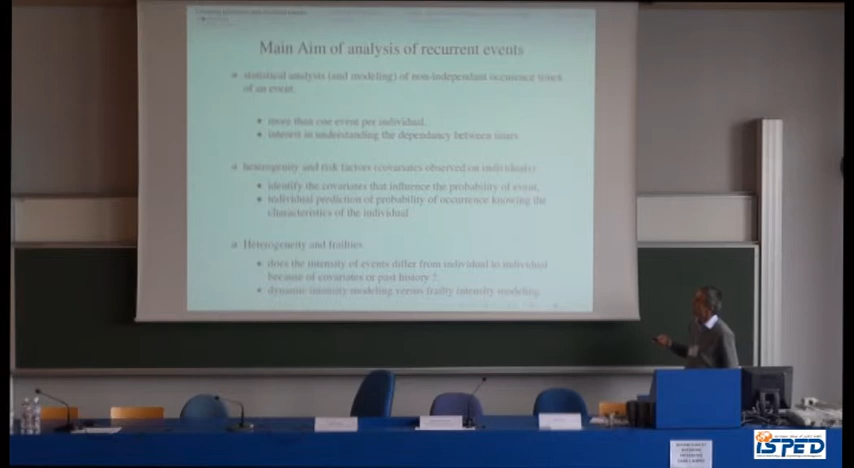 Main Aim of analysis of recurrent events
statistical analysis (and modeling) of non-independant occurence times
of an event.
more than one event per individual,
interest in understanding the dependancy between times
heterogenity and risk factors (covariates observed on individuals)
identify the covariates that influence the probability of event,
individual prediction of probability of occurrence knowing the
characteristics of the individual
Heterogeneity and frailties
does the intensity of events differ from individual to individual
because of covariates or past history ?
dynamic intensity modeling versus frailty intensity modeling
ISPED